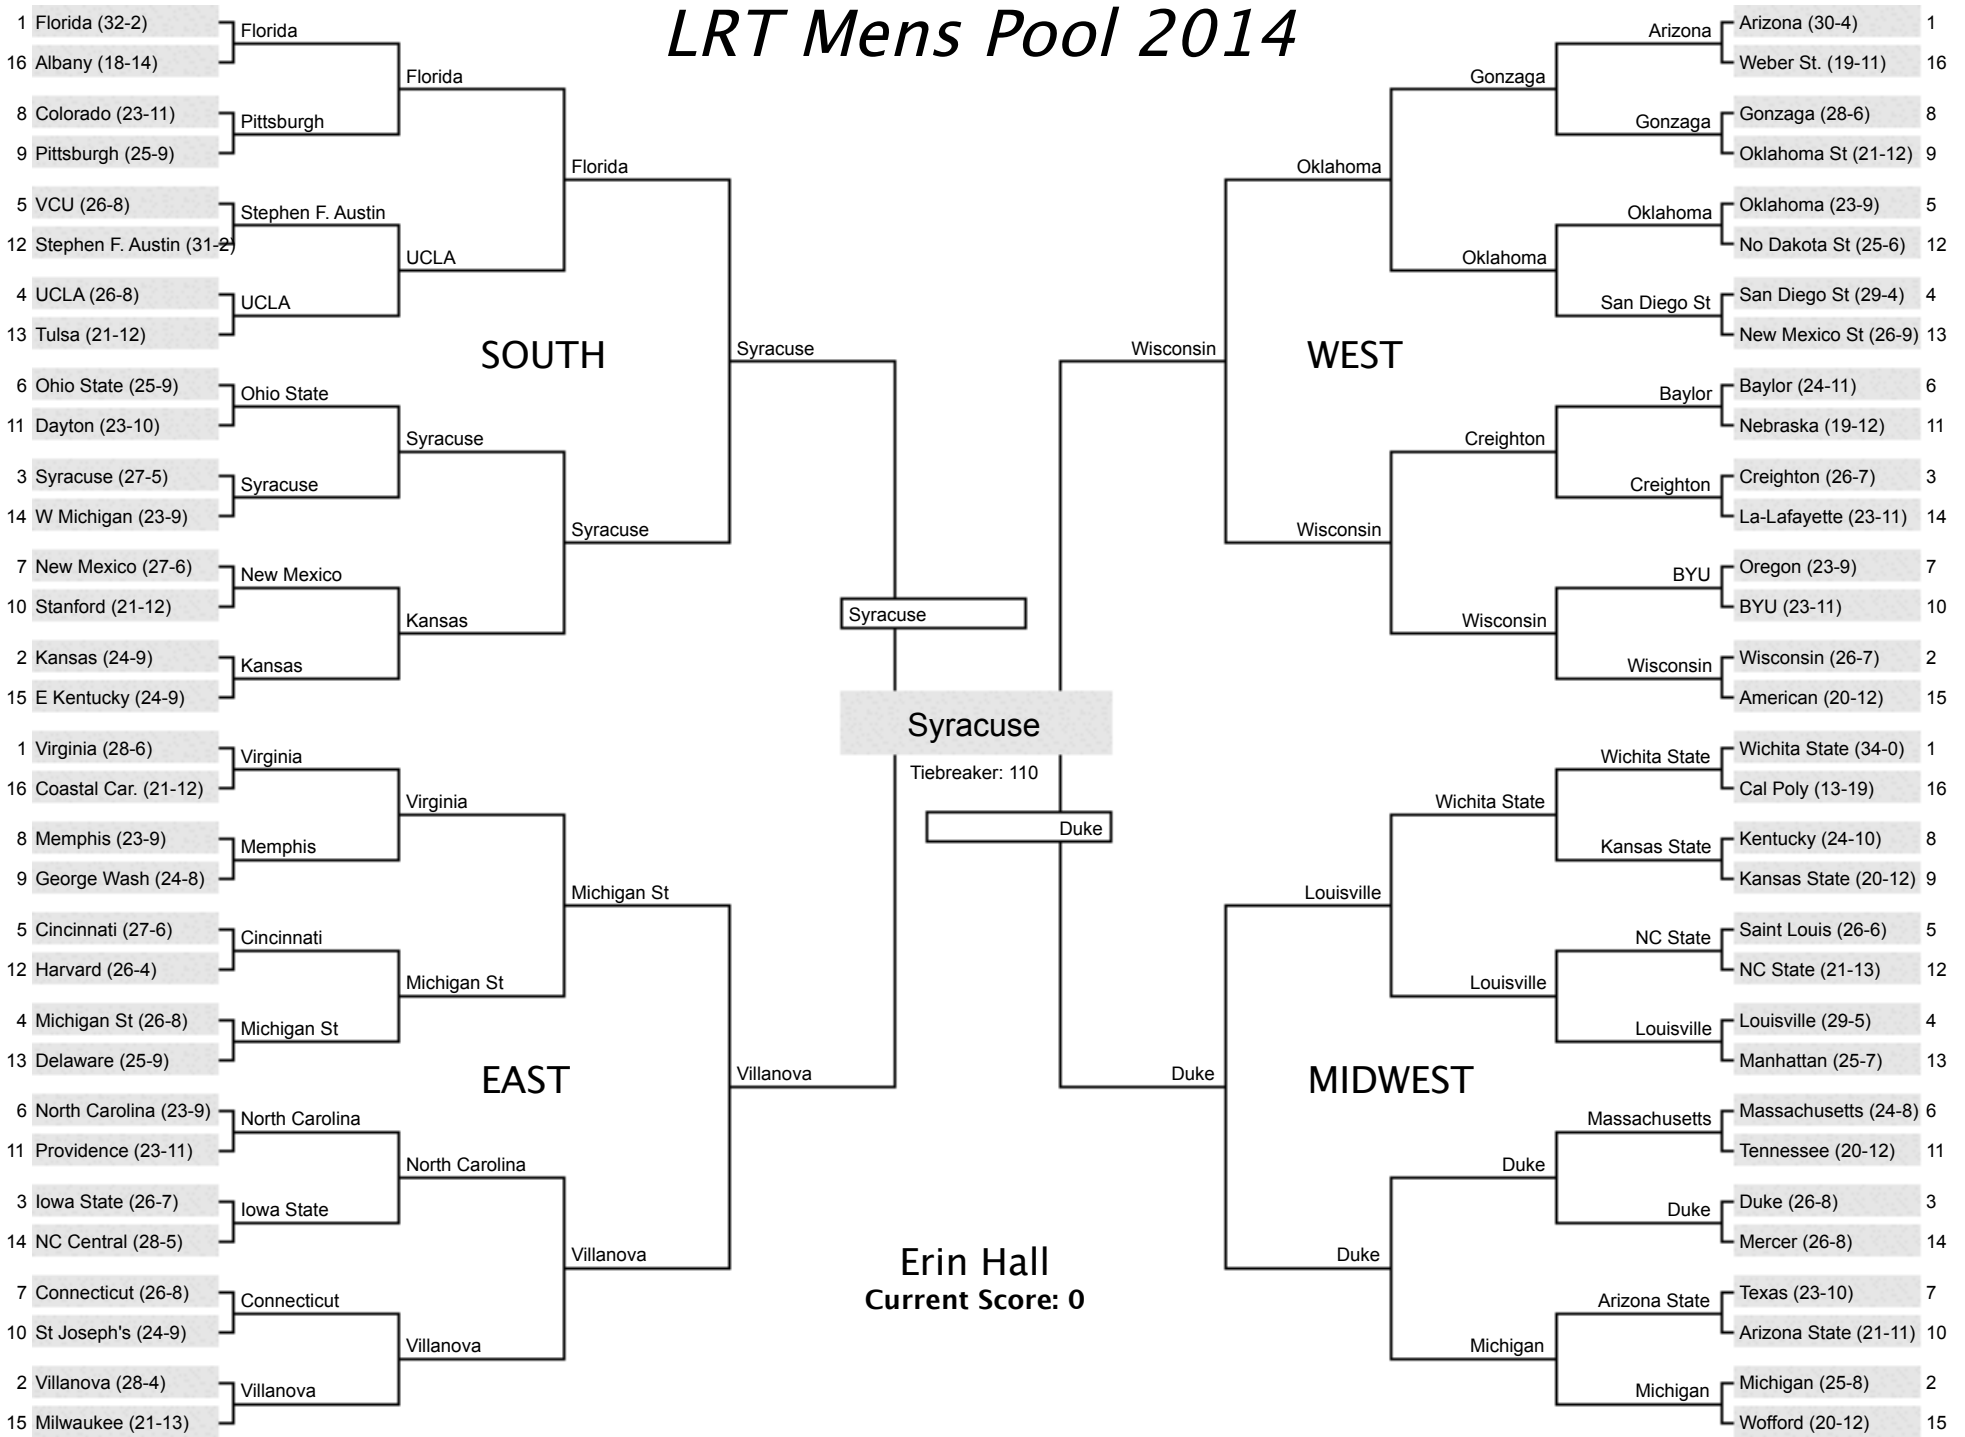 LRT Mens Pool 2014
1 Florida (32-2)
16 Albany (18-14)
8 Colorado (23-11)
9 Pittsburgh (25-9)
5 VCU (26-8)
12 Stephen F. Austin (31-2)
4 UCLA (26-8)
13 Tulsa (21-12)
6 Ohio State (25-9)
11 Dayton (23-10)
3 Syracuse (27-5)
14 W Michigan (23-9)
7 New Mexico (27-6)
10 Stanford (21-12)
2 Kansas (24-9)
15 E Kentucky (24-9)
Florida
Pittsburgh
Stephen F. Austin
UCLA
Ohio State
Syracuse
New Mexico
Kansas
Florida
UCLA
Syracuse
Kansas
Florida
Syracuse
SOUTH
Syracuse
1 Virginia (28-6)
16 Coastal Car. (21-12)
8 Memphis (23-9)
9 George Wash (24-8)
5 Cincinnati (27-6)
12 Harvard (26-4)
4 Michigan St (26-8)
13 Delaware (25-9)
6 North Carolina (23-9)
11 Providence (23-11)
3 Iowa State (26-7)
14 NC Central (28-5)
7 Connecticut (26-8)
10 St Joseph's (24-9)
2 Villanova (28-4)
15 Milwaukee (21-13)
Virginia
Memphis
Cincinnati
Michigan St
North Carolina
Iowa State
Connecticut
Villanova
Virginia
Michigan St
North Carolina
Villanova
Michigan St
Villanova
EAST
Villanova
Syracuse
Syracuse
Tiebreaker: 110
Duke
Erin Hall
Current Score: 0
Wisconsin
WEST
Oklahoma
Wisconsin
Gonzaga
Oklahoma
Creighton
Wisconsin
Arizona
Gonzaga
Oklahoma
San Diego St
Baylor
Creighton
BYU
Wisconsin
Arizona (30-4) 1
Weber St. (19-11) 16
Gonzaga (28-6) 8
Oklahoma St (21-12) 9
Oklahoma (23-9) 5
No Dakota St (25-6) 12
San Diego St (29-4) 4
New Mexico St (26-9) 13
Baylor (24-11) 6
Nebraska (19-12) 11
Creighton (26-7) 3
La-Lafayette (23-11) 14
Oregon (23-9) 7
BYU (23-11) 10
Wisconsin (26-7) 2
American (20-12) 15
Duke
MIDWEST
Louisville
Duke
Wichita State
Louisville
Duke
Michigan
Wichita State
Kansas State
NC State
Louisville
Massachusetts
Duke
Arizona State
Michigan
Wichita State (34-0) 1
Cal Poly (13-19) 16
Kentucky (24-10) 8
Kansas State (20-12) 9
Saint Louis (26-6) 5
NC State (21-13) 12
Louisville (29-5) 4
Manhattan (25-7) 13
Massachusetts (24-8) 6
Tennessee (20-12) 11
Duke (26-8) 3
Mercer (26-8) 14
Texas (23-10) 7
Arizona State (21-11) 10
Michigan (25-8) 2
Wofford (20-12) 15